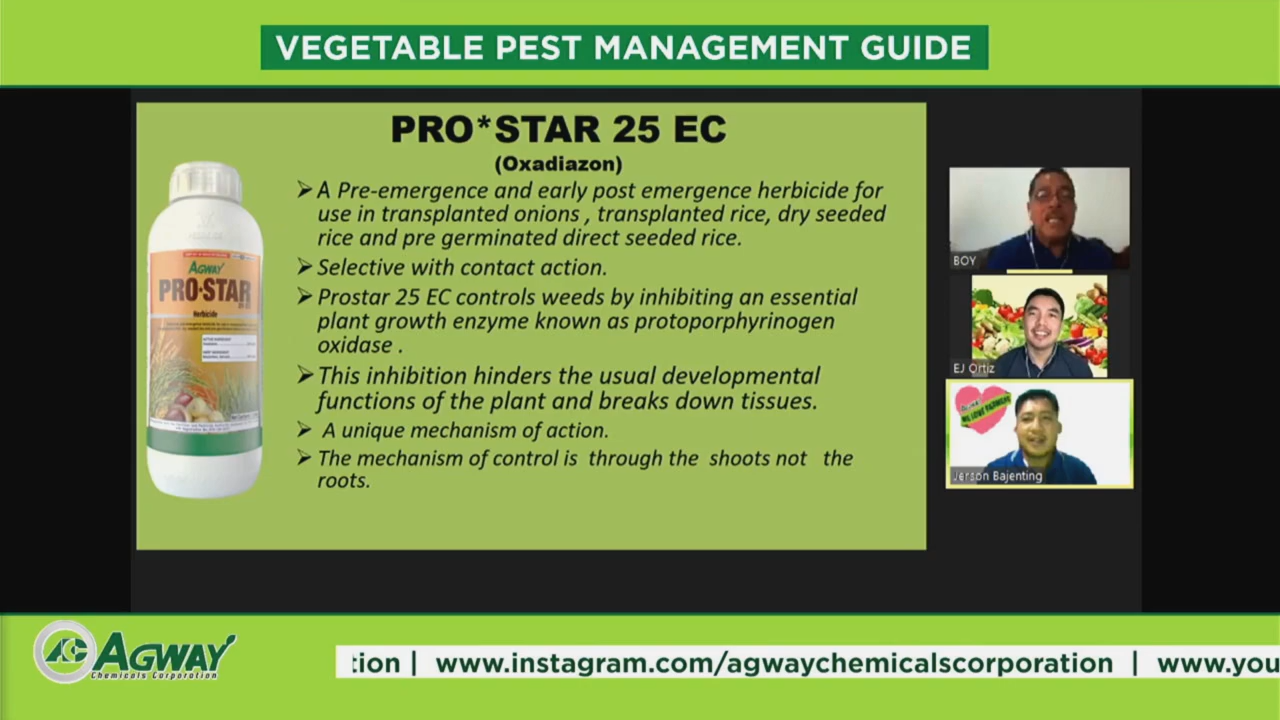 VEGETABLE PEST MANAGEMENT GUIDE
PRO*STAR 25 EC
(Oxadiazon)
➢ A Pre-emergence and early post emergence herbicide for
use in transplanted onions , transplanted rice, dry seeded
rice and pre germinated direct seeded rice.
➢ Selective with contact action.
➢ Prostar 25 EC controls weeds by inhibiting an essential
plant growth enzyme known as protoporphyrinogen
oxidase .
➢ This inhibition hinders the usual developmental
functions of the plant and breaks down tissues.
➢ A unique mechanism of action.
➢ The mechanism of control is through the shoots not the
roots.
AGWAY
PRO·STAR
Herbicide
BOY
EJ Ortiz
WE LOVE FARMERS
Jerson Bajenting
AC AGWAY
Chemicals Corporation
tion | www.instagram.com/agwaychemicalscorporation | www.you